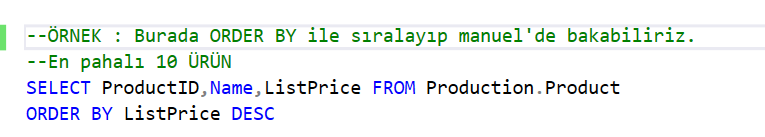 --ÖRNEK : Burada ORDER BY ile sıralayıp manuel'de bakabiliriz.
--En pahalı 10 ÜRÜN
SELECT ProductID,Name,ListPrice FROM Production.Product
ORDER BY ListPrice DESC